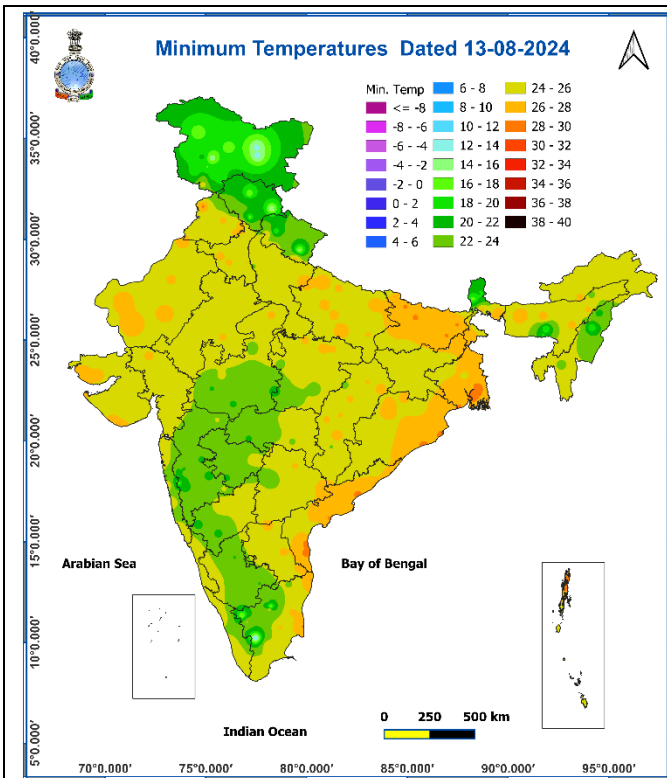 Minimum Temperatures Dated 13-08-2024
Min. Temp
<= -8
-8 - -6
-6 - -4
-4 - -2
-2 - 0
0 - 2
2 - 4
4 - 6
6 - 8
8 - 10
10 - 12
12 - 14
14 - 16
16 - 18
18 - 20
20 - 22
22 - 24
24 - 26
26 - 28
28 - 30
30 - 32
32 - 34
34 - 36
36 - 38
38 - 40
40°0.000'
35°0.000'
30°0.000'
25°0.000'
20°0.000'
15°0.000'
10°0.000'
5°0.000'
Arabian Sea
Bay of Bengal
Indian Ocean
0 250 500 km
70°0.000' 75°0.000' 80°0.000' 85°0.000' 90°0.000' 95°0.000'